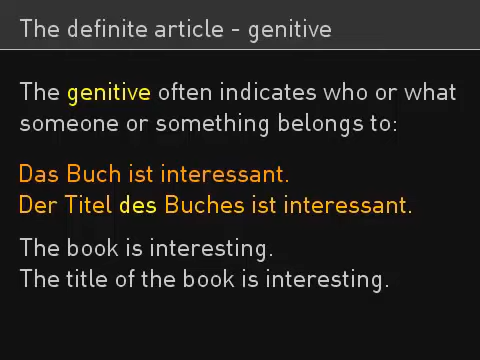 The definite article - genitive
The genitive often indicates who or what
someone or something belongs to:
Das Buch ist interessant.
Der Titel des Buches ist interessant.
The book is interesting.
The title of the book is interesting.